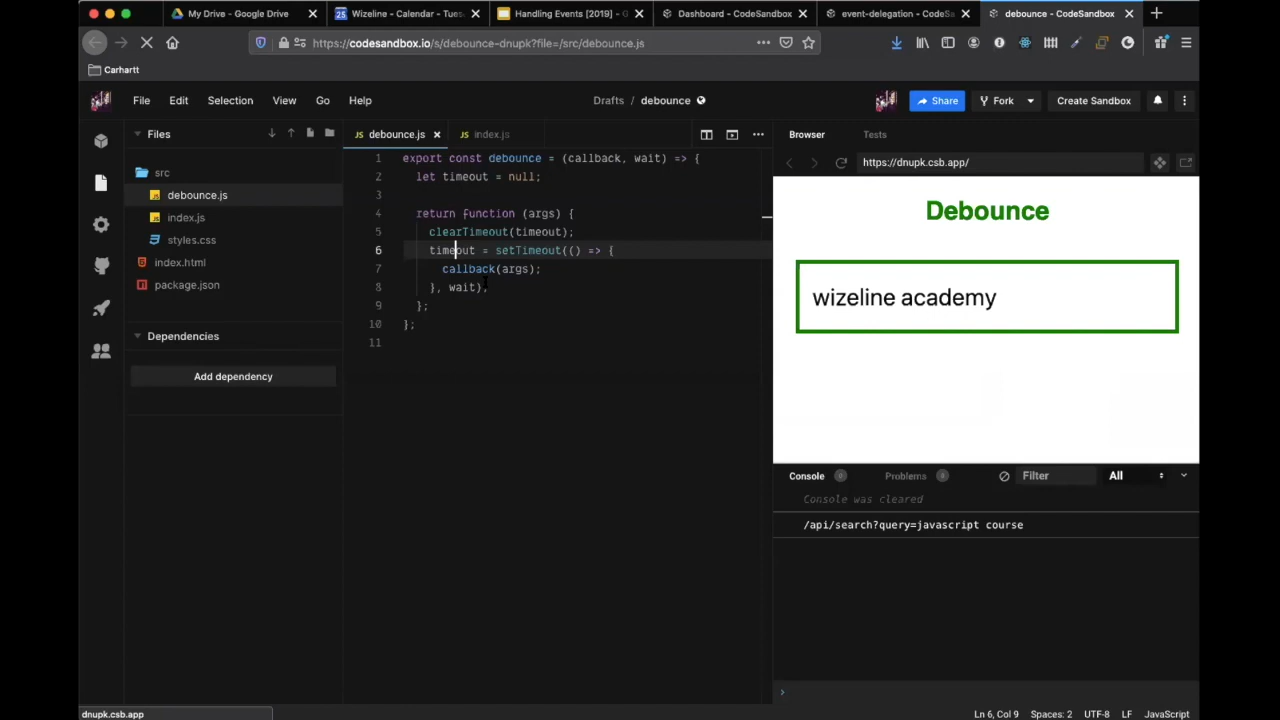 My Drive - Google Drive
Wizeline - Calendar - Tues
Handling Events [2019] - G
Dashboard - CodeSandbox
event-delegation - CodeSa
debounce - CodeSandbox
https://codesandbox.io/s/debounce-dnupk?file=/src/debounce.js
Carhartt
File Edit Selection View Go Help
Drafts / debounce
Share Fork Create Sandbox
Files
src
debounce.js
index.js
styles.css
index.html
package.json
Dependencies
Add dependency
debounce.js index.js
1 export const debounce = (callback, wait) => {
2 let timeout = null;
3
4 return function (args) {
5 clearTimeout(timeout);
6 timeout = setTimeout(() => {
7 callback(args);
8 }, wait);
9 };
10 };
11
Browser Tests
https://dnupk.csb.app/
Debounce
wizeline academy
Console 0 Problems 0 Filter All
Console was cleared
/api/search?query=javascript course
dnupk.csb.app
Ln 6, Col 9 Spaces: 2 UTF-8 LF JavaScript